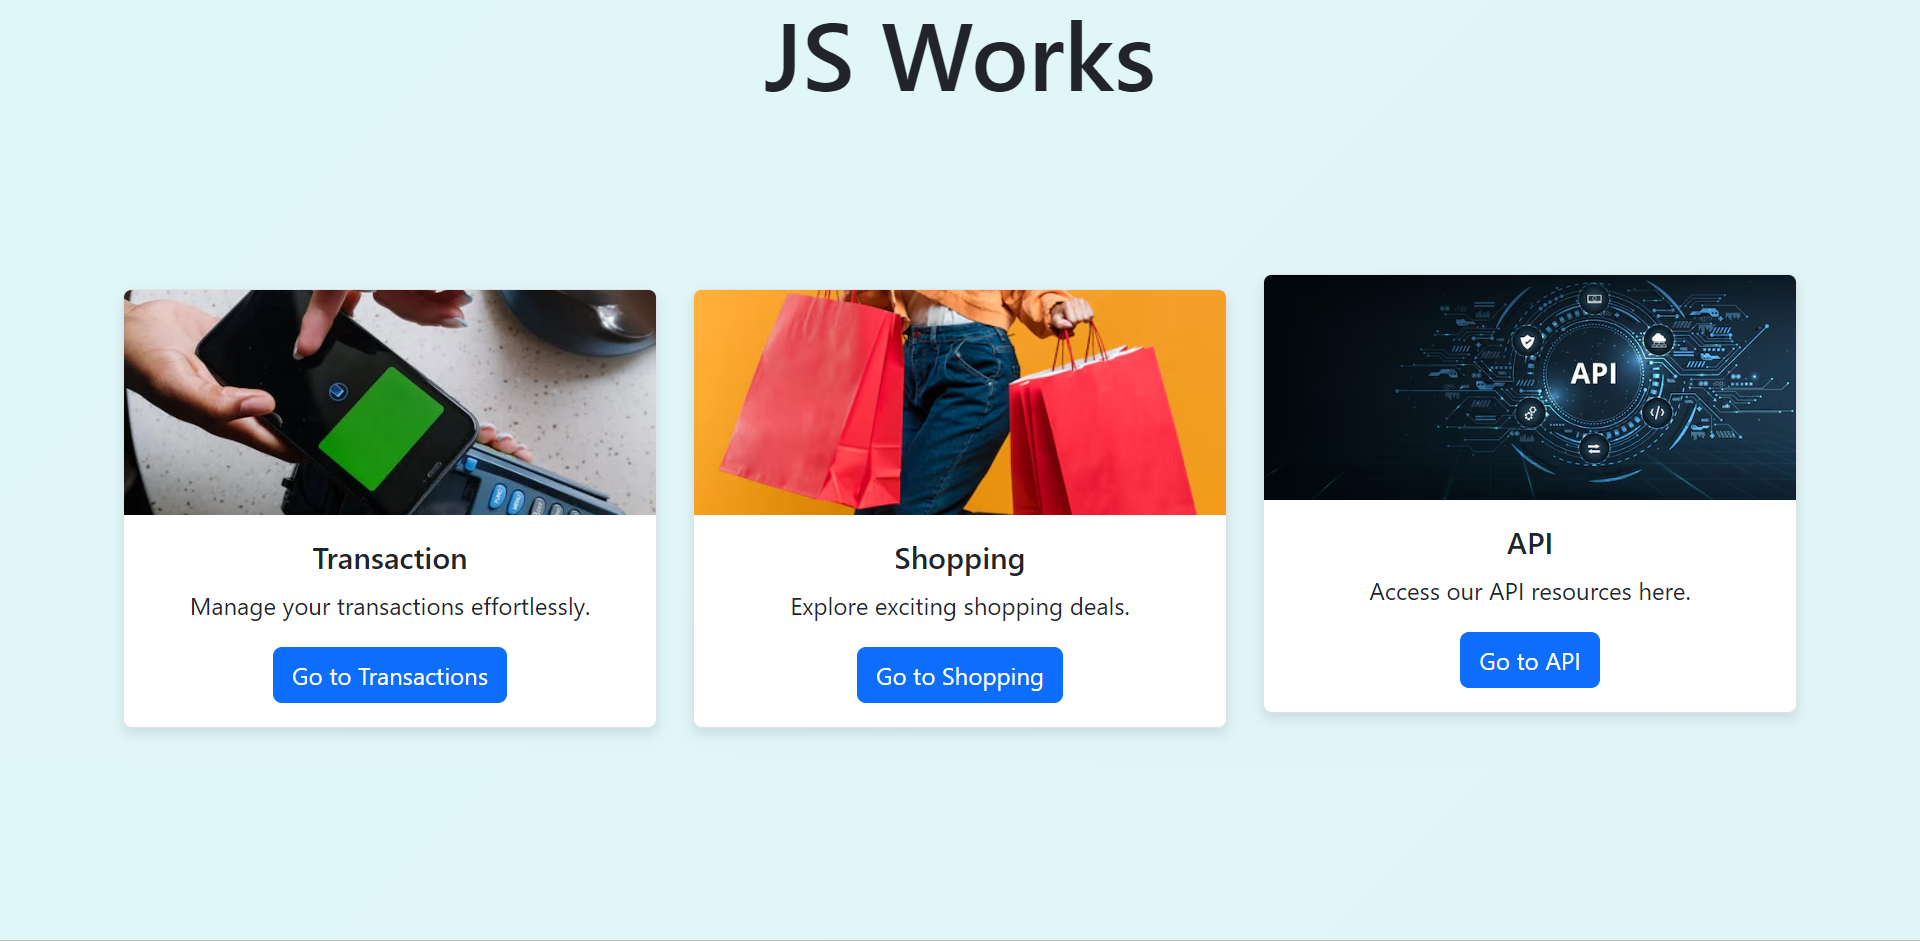 JS Works
API
Transaction
Manage your transactions effortlessly.
Go to Transactions
Shopping
Explore exciting shopping deals.
Go to Shopping
API
Access our API resources here.
Go to API